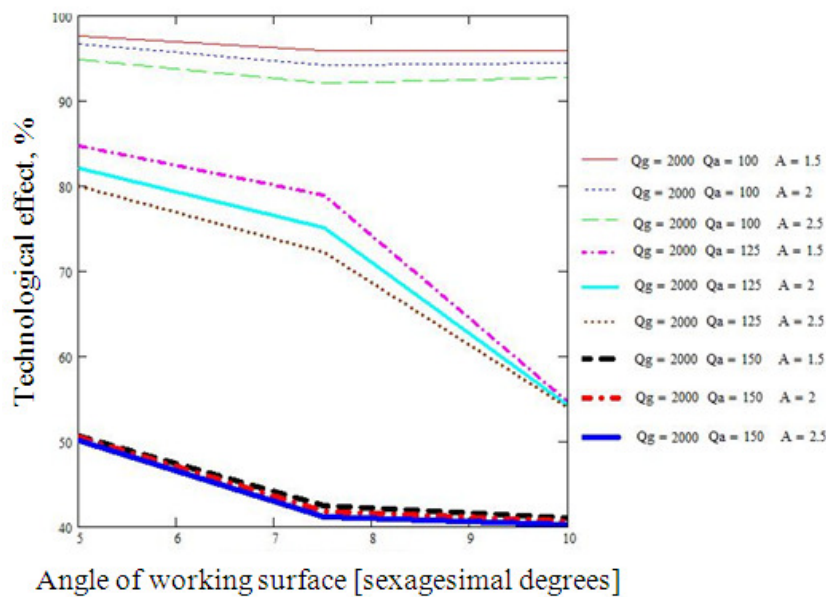 100
90
80
70
60
50
40
5 6 7 8 9 10
Technological effect, %
Angle of working surface [sexagesimal degrees]
Qg = 2000 Qa = 100 A = 1.5
Qg = 2000 Qa = 100 A = 2
Qg = 2000 Qa = 100 A = 2.5
Qg = 2000 Qa = 125 A = 1.5
Qg = 2000 Qa = 125 A = 2
Qg = 2000 Qa = 125 A = 2.5
Qg = 2000 Qa = 150 A = 1.5
Qg = 2000 Qa = 150 A = 2
Qg = 2000 Qa = 150 A = 2.5